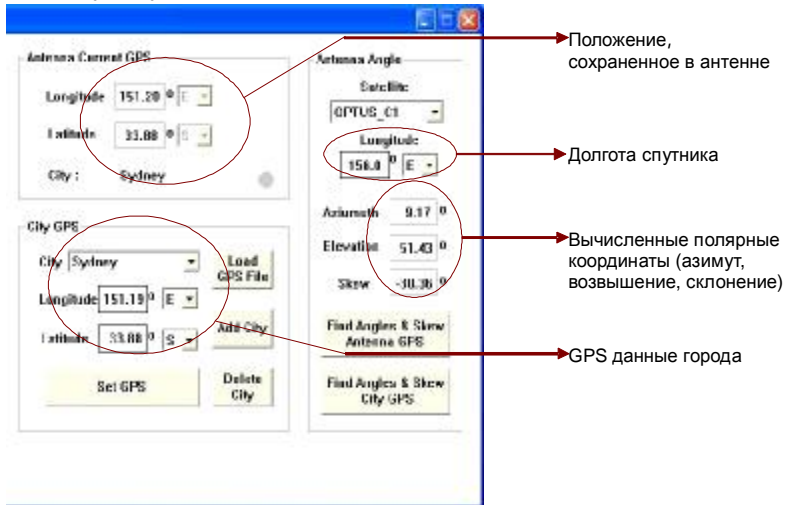 Antenna Current GPS
Longitude 151.20 º E
Latitude 33.88 º S
City : Sydney
City GPS
City Sydney
Load
GPS File
Longitude 151.19 º E
Latitude 33.88 º S
Add City
Set GPS
Delete
City
Antenna Angle
Satellite
OPTUS_C1
Longitude
156.0 º E
Aziumuth 9.17 º
Elevation 51.43 º
Skew º
Find Angles & Skew
Antenna GPS
Find Angles & Skew
City GPS
Положение,
сохраненное в антенне
Долгота спутника
Вычисленные полярные
координаты (азимут,
возвышение, склонение)
GPS данные города